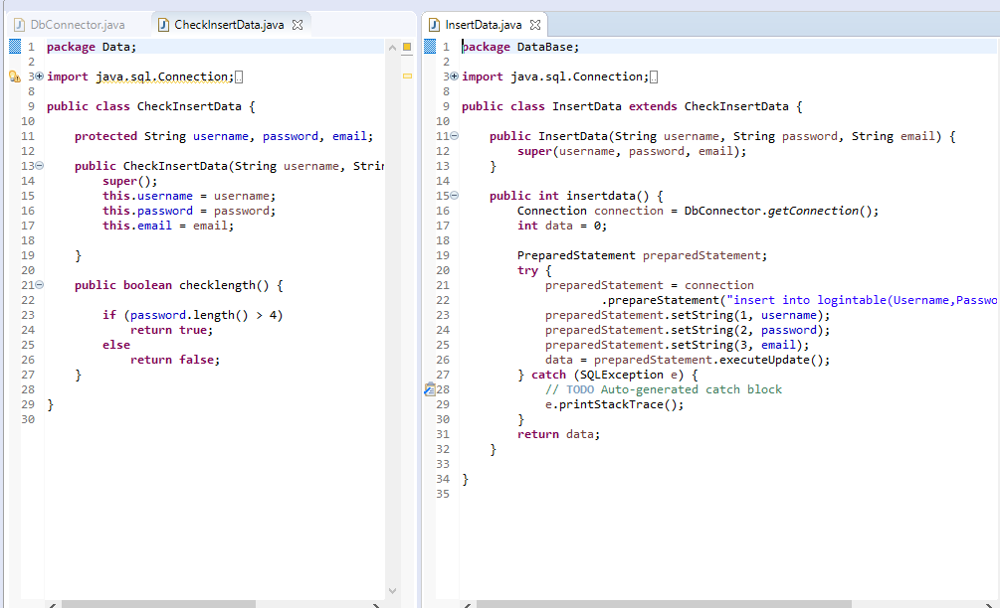 DbConnector.java
CheckInsertData.java
1 package Data;
2
3 import java.sql.Connection;
8
9 public class CheckInsertData {
10
11 protected String username, password, email;
12
13 public CheckInsertData(String username, Strin
14 super();
15 this.username = username;
16 this.password = password;
17 this.email = email;
18
19 }
20
21 public boolean checklength() {
22
23 if (password.length() > 4)
24 return true;
25 else
26 return false;
27 }
28
29 }
30
InsertData.java
1 package DataBase;
2
3 import java.sql.Connection;
8
9 public class InsertData extends CheckInsertData {
10
11 public InsertData(String username, String password, String email) {
12 super(username, password, email);
13 }
14
15 public int insertdata() {
16 Connection connection = DbConnector.getConnection();
17 int data = 0;
18
19 PreparedStatement preparedStatement;
20 try {
21 preparedStatement = connection
22 .prepareStatement("insert into logintable(Username,Passwo
23 preparedStatement.setString(1, username);
24 preparedStatement.setString(2, password);
25 preparedStatement.setString(3, email);
26 data = preparedStatement.executeUpdate();
27 } catch (SQLException e) {
28 // TODO Auto-generated catch block
29 e.printStackTrace();
30 }
31 return data;
32 }
33
34 }
35